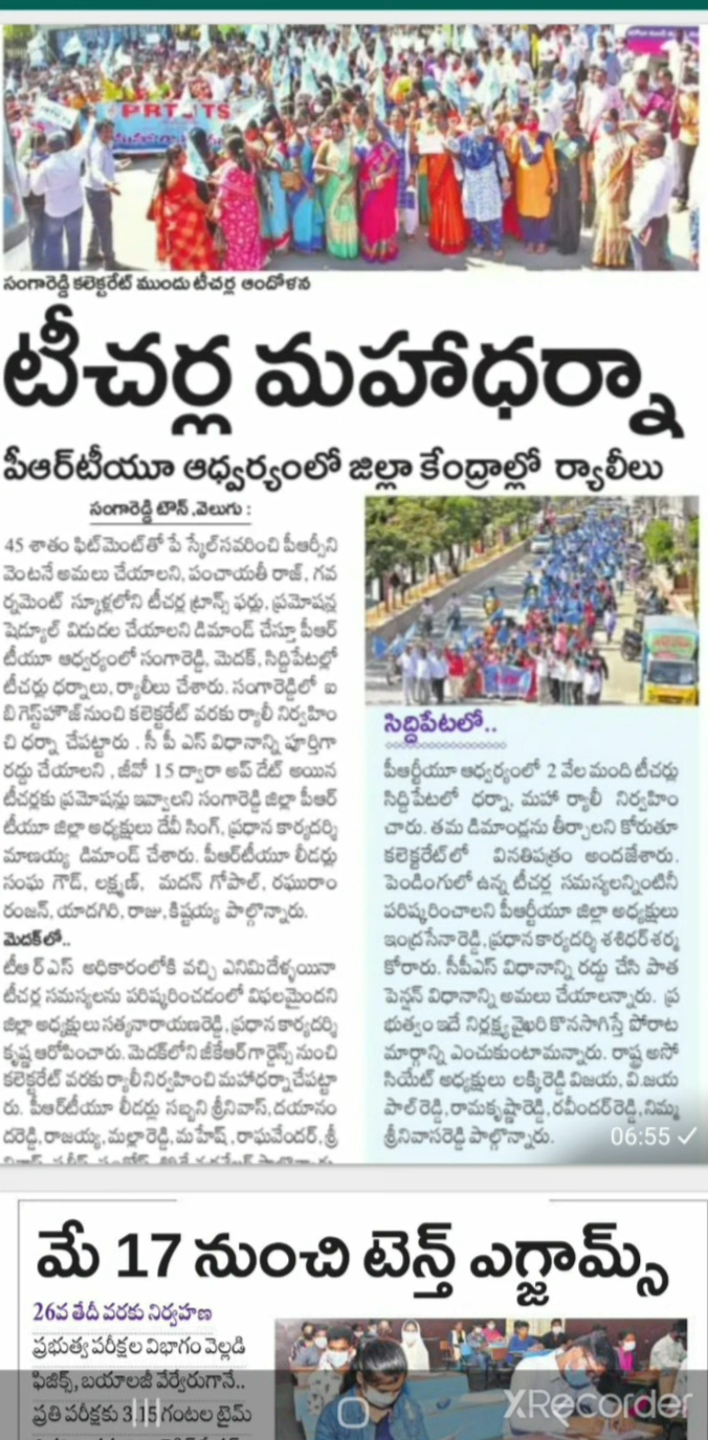 PRTU TS
సంగారెడ్డి కలెక్టరేట్ ముందు టీచర్ల ఆందోళన
టీచర్ల మహాధర్నా
పీఆర్‌టీయూ ఆధ్వర్యంలో జిల్లా కేంద్రాల్లో ర్యాలీలు
సంగారెడ్డి టౌన్ ,వెలుగు :
45 శాతం ఫిట్‌మెంట్‌తో పే స్కేల్ సవరించి పీఆర్సీని
వెంటనే అమలు చేయాలని, పంచాయతీ రాజ్, గవ
ర్నమెంట్ స్కూళ్లలోని టీచర్ల ట్రాన్స్ ఫర్లు, ప్రమోషన్ల
షెడ్యూల్ విడుదల చేయాలని డిమాండ్ చేస్తూ పీఆర్
టీయూ ఆధ్వర్యంలో సంగారెడ్డి, మెదక్, సిద్దిపేటల్లో
టీచర్లు ధర్నాలు, ర్యాలీలు చేశారు. సంగారెడ్డిలో ఐ
బి గెస్ట్‌హౌజ్ నుంచి కలెక్టరేట్ వరకు ర్యాలీ నిర్వహిం
చి ధర్నా చేపట్టారు . సీ పీ ఎస్ విధానాన్ని పూర్తిగా
రద్దు చేయాలని , జీవో 15 ద్వారా అప్ డేట్ అయిన
టీచర్లకు ప్రమోషన్లు ఇవ్వాలని సంగారెడ్డి జిల్లా పీఆర్
టీయూ జిల్లా అధ్యక్షులు దేవీ సింగ్, ప్రధాన కార్యదర్శి
మాణయ్య డిమాండ్ చేశారు. పీఆర్‌టీయూ లీడర్లు
సంఘ గౌడ్, లక్ష్మణ్, మదన్ గోపాల్, రఘురాం
రంజన్, యాదగిరి, రాజు, కిష్టయ్య పాల్గొన్నారు.
మెదక్‌లో..
టీఆర్ఎస్ అధికారంలోకి వచ్చి ఎనిమిదేళ్ళయినా
టీచర్ల సమస్యలను పరిష్కరించడంలో విఫలమైందని
జిల్లా అధ్యక్షులు సత్యనారాయణరెడ్డి, ప్రధాన కార్యదర్శి
కృష్ణ ఆరోపించారు. మెదక్‌లోని జీకేఆర్ గార్డెన్స్ నుంచి
కలెక్టరేట్ వరకు ర్యాలీ నిర్వహించి మహాధర్నా చేపట్టా
రు. పీఆర్‌టీయూ లీడర్లు సబ్బని శ్రీనివాస్, దయానం
దరెడ్డి, రాజయ్య, మల్లారెడ్డి, మహేష్, రాఘవేందర్, శ్రీ
సిద్దిపేటలో..
పీఆర్టీయూ ఆధ్వర్యంలో 2 వేల మంది టీచర్లు
సిద్దిపేటలో ధర్నా, మహా ర్యాలీ నిర్వహిం
చారు. తమ డిమాండ్లను తీర్చాలని కోరుతూ
కలెక్టరేట్‌లో వినతిపత్రం అందజేశారు.
పెండింగులో ఉన్న టీచర్ల సమస్యలన్నింటినీ
పరిష్కరించాలని పీఆర్టీయూ జిల్లా అధ్యక్షులు
ఇంద్రసేనారెడ్డి, ప్రధాన కార్యదర్శి శశిధర్ శర్మ
కోరారు. సీపీఎస్ విధానాన్ని రద్దు చేసి పాత
పెన్షన్ విధానాన్ని అమలు చేయాలన్నారు. ప్ర
భుత్వం ఇదే నిర్లక్ష్య వైఖరి కొనసాగిస్తే పోరాట
మార్గాన్ని ఎంచుకుంటామన్నారు. రాష్ట్ర అసో
సియేట్ అధ్యక్షులు లక్కిరెడ్డి విజయ, వి.జయ
పాల్ రెడ్డి, రామకృష్ణారెడ్డి, రవీందర్ రెడ్డి, నిమ్మ
శ్రీనివాసరెడ్డి పాల్గొన్నారు.
06:55
మే 17 నుంచి టెన్త్ ఎగ్జామ్స్
26వ తేదీ వరకు నిర్వహణ
ప్రభుత్వ పరీక్షల విభాగం వెల్లడి
ఫిజిక్స్, బయాలజీ వేర్వేరుగానే..
ప్రతి పరీక్షకు 3.15 గంటల టైమ్
XRecorder